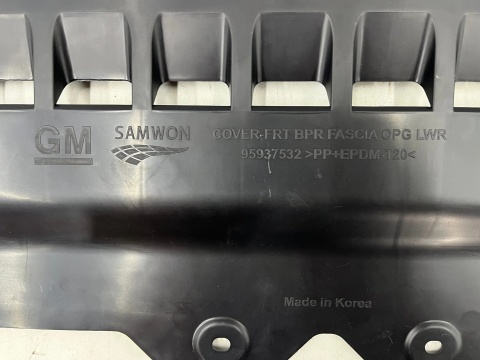 GM
SAMWON
COVER-FRT BPR FASCIA OPG LWR
95937532 >PP+EPDM-T20<
Made in Korea